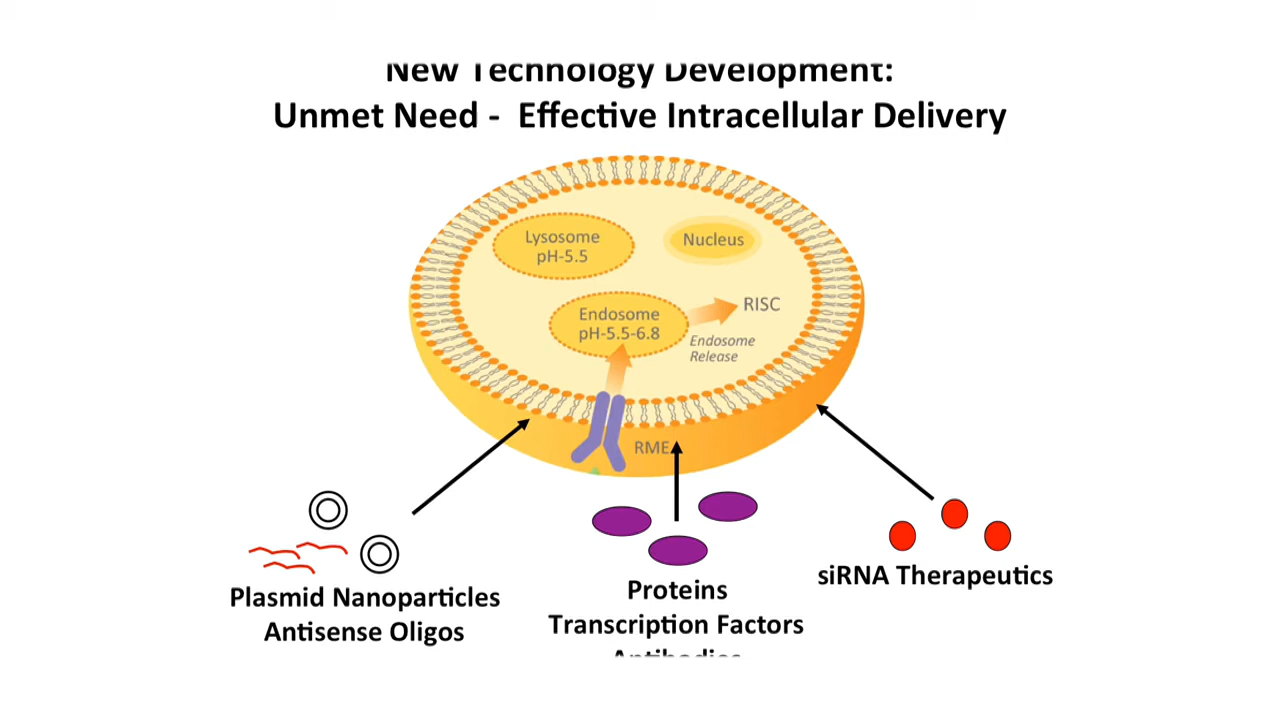 New Technology Development:
Unmet Need - Effective Intracellular Delivery
Lysosome
pH-5.5
Nucleus
Endosome
pH-5.5-6.8
RISC
Endosome
Release
RME
Plasmid Nanoparticles
Antisense Oligos
Proteins
Transcription Factors
Antibodies
siRNA Therapeutics